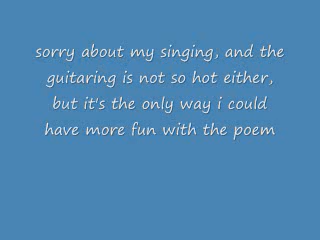 sorry about my singing, and the
guitaring is not so hot either,
but it's the only way i could
have more fun with the poem